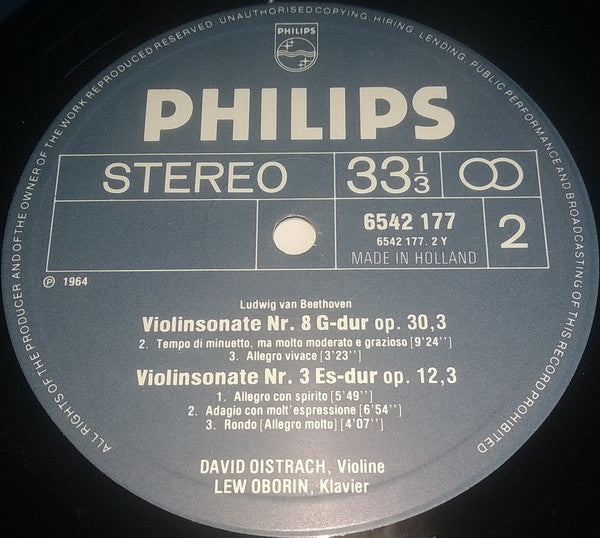 ALL RIGHTS OF THE PRODUCER AND OF THE OWNER OF THE WORK REPRODUCED RESERVED. UNAUTHORISED COPYING, HIRING, LENDING, PUBLIC PERFORMANCE AND BROADCASTING OF THIS RECORD PROHIBITED
PHILIPS
PHILIPS
STEREO 33 1/3
6542 177
6542 177. 2 Y
MADE IN HOLLAND
2
℗ 1964
Ludwig van Beethoven
Violinsonate Nr. 8 G-dur op. 30,3
2. Tempo di minuetto, ma molto moderato e grazioso [9'24'']
3. Allegro vivace [3'23'']
Violinsonate Nr. 3 Es-dur op. 12,3
1. Allegro con spirito [5'49'']
2. Adagio con molt'espressione [6'54'']
3. Rondo [Allegro molto] [4'07'']
DAVID OISTRACH, Violine
LEW OBORIN, Klavier